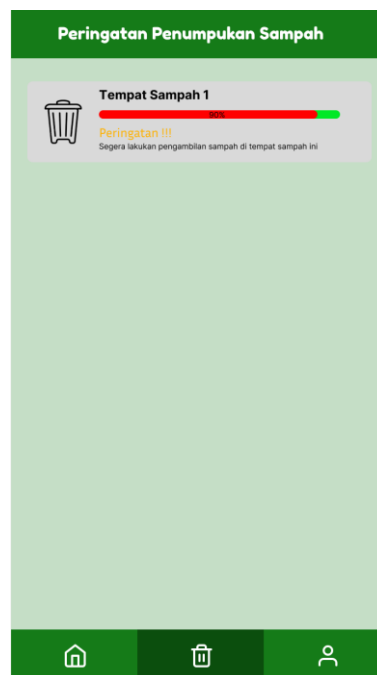 Peringatan Penumpukan Sampah
Tempat Sampah 1
90%
Peringatan !!!
Segera lakukan pengambilan sampah di tempat sampah ini